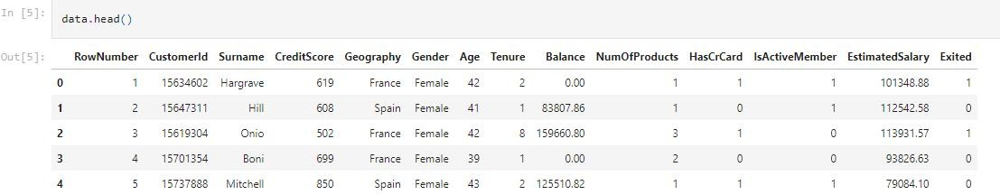 In [5]: data.head()
Out[5]: RowNumber CustomerId Surname CreditScore Geography Gender Age Tenure Balance NumOfProducts HasCrCard IsActiveMember EstimatedSalary Exited
0 1 15634602 Hargrave 619 France Female 42 2 0.00 1 1 1 101348.88 1
1 2 15647311 Hill 608 Spain Female 41 1 83807.86 1 0 1 112542.58 0
2 3 15619304 Onio 502 France Female 42 8 159660.80 3 1 0 113931.57 1
3 4 15701354 Boni 699 France Female 39 1 0.00 2 0 0 93826.63 0
4 5 15737888 Mitchell 850 Spain Female 43 2 125510.82 1 1 1 79084.10 0